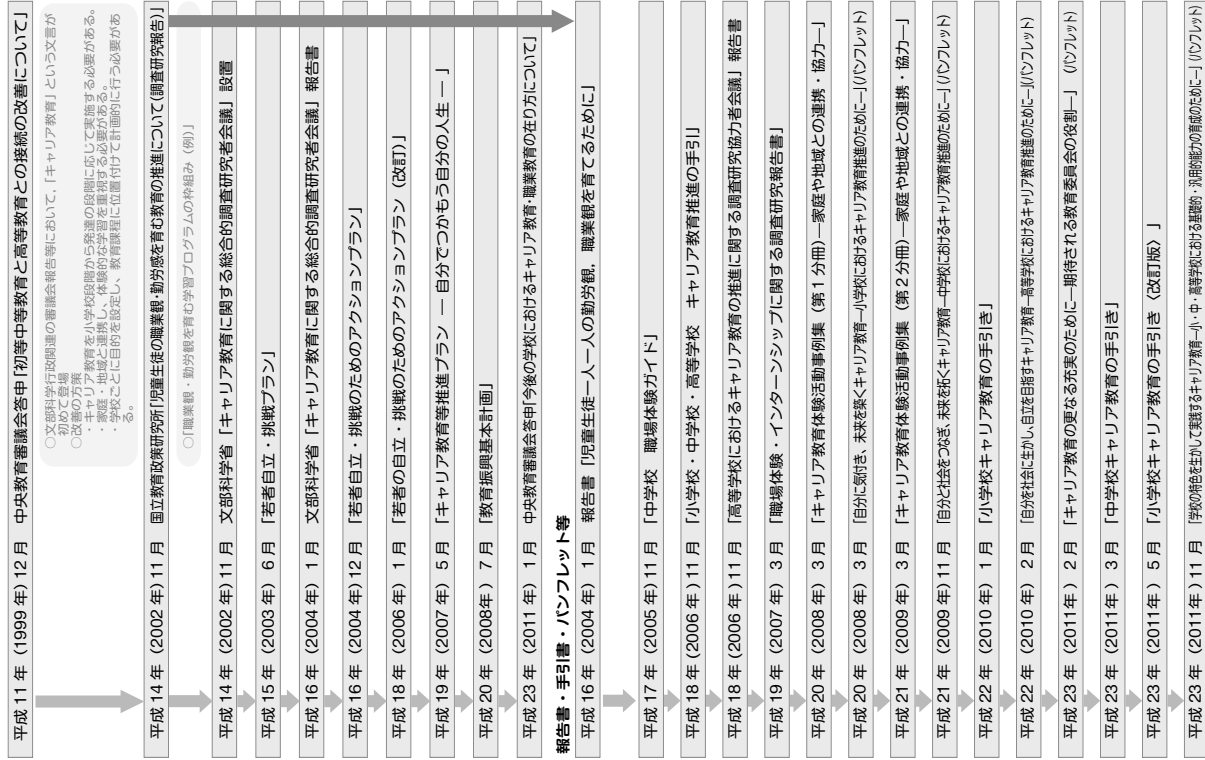 平成 11 年（1999 年）12 月　中央教育審議会答申「初等中等教育と高等教育との接続の改善について」
○文部科学行政関連の審議会報告等において，「キャリア教育」という文言が
初めて登場
○改善の方策
・キャリア教育を小学校段階から発達の段階に応じて実施する必要がある。
・家庭・地域と連携し、体験的な学習を重視する必要がある。
・学校ごとに目的を設定し、教育課程に位置付けて計画的に行う必要があ
る。
平成 14 年（2002 年）11 月　国立教育政策研究所「児童生徒の職業観・勤労感を育む教育の推進について（調査研究報告）」
○「職業観・勤労観を育む学習プログラムの枠組み（例）」
平成 14 年（2002 年）11 月　文部科学省「キャリア教育に関する総合的調査研究者会議」設置
平成 15 年（2003 年）6 月　「若者自立・挑戦プラン」
平成 16 年（2004 年）1 月　文部科学省「キャリア教育に関する総合的調査研究者会議」報告書
平成 16 年（2004 年）12 月　「若者自立・挑戦のためのアクションプラン」
平成 18 年（2006 年）1 月　「若者の自立・挑戦のためのアクションプラン（改訂）」
平成 19 年（2007 年）5 月　「キャリア教育等推進プラン ― 自分でつかもう自分の人生 ― 」
平成 20 年（2008年）7 月　「教育振興基本計画」
平成 23 年（2011 年）1 月　中央教育審議会答申「今後の学校におけるキャリア教育・職業教育の在り方について」
報告書・手引書・パンフレット等
平成 16 年（2004 年）1 月　報告書「児童生徒一人一人の勤労観，職業観を育てるために」
平成 17 年（2005 年）11 月　「中学校　職場体験ガイド」
平成 18 年（2006 年）11 月　「小学校・中学校・高等学校　キャリア教育推進の手引」
平成 18 年（2006 年）11 月　「高等学校におけるキャリア教育の推進に関する調査研究協力者会議」報告書
平成 19 年（2007 年）3 月　「職場体験・インターンシップに関する調査研究報告書」
平成 20 年（2008 年）3 月　「キャリア教育体験活動事例集（第 1 分冊）―家庭や地域との連携・協力―」
平成 20 年（2008 年）3 月　「自分に気付き、未来を築くキャリア教育―小学校におけるキャリア教育推進のために―」（パンフレット）
平成 21 年（2009 年）3 月　「キャリア教育体験活動事例集（第 2 分冊）―家庭や地域との連携・協力―」
平成 21 年（2009 年）11 月　「自分と社会をつなぎ、未来を拓くキャリア教育―中学校におけるキャリア教育推進のために―」（パンフレット）
平成 22 年（2010 年）1 月　「小学校キャリア教育の手引き」
平成 22 年（2010 年）2 月　「自分を社会に生かし、自立を目指すキャリア教育―高等学校におけるキャリア教育推進のために―」（パンフレット）
平成 23 年（2011年）2 月　「キャリア教育の更なる充実のために―期待される教育委員会の役割―」（パンフレット）
平成 23 年（2011年）3 月　「中学校キャリア教育の手引き」
平成 23 年（2011年）5 月　「小学校キャリア教育の手引き〈改訂版〉」
平成 23 年（2011年）11 月　「学校の特色を生かして実践するキャリア教育―小・中・高等学校における基礎的・汎用的能力の育成のために―」（パンフレット）